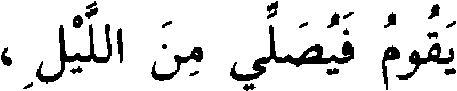 يَقُومُ فَيُصَلِّي مِنَ اللَّيْلِ ،